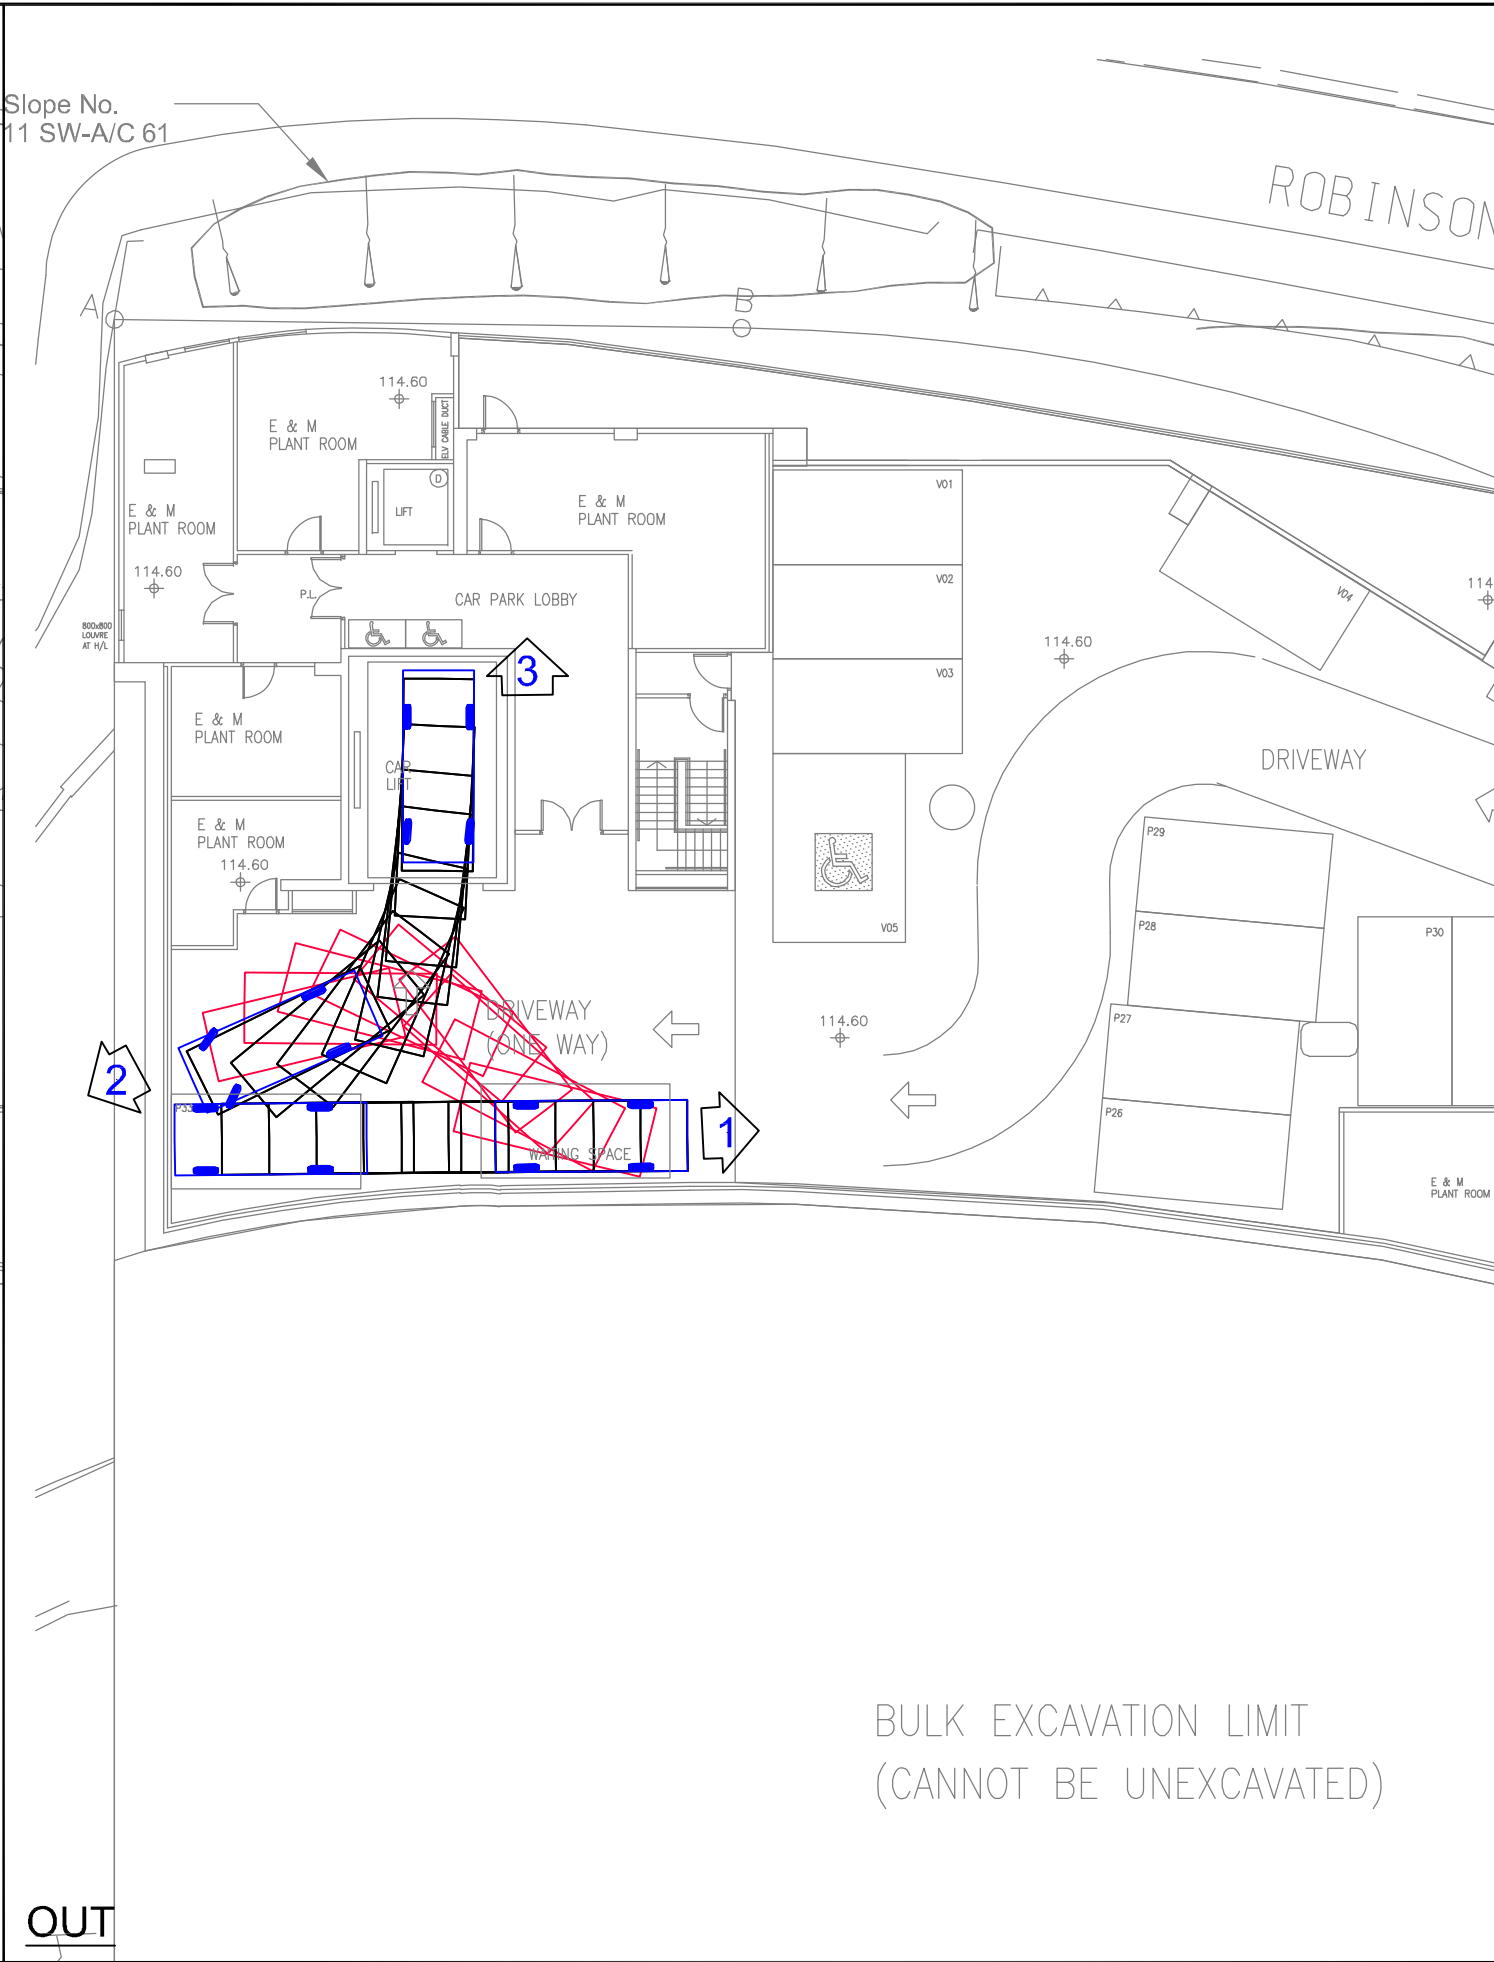 Slope No.
11 SW-A/C 61
ROBINSON
A
B
114.60
E & M
PLANT ROOM
ELV CABLE DUCT
D
LIFT
E & M
PLANT ROOM
E & M
PLANT ROOM
V01
V02
V03
V04
114.60
P.L.
CAR PARK LOBBY
800x800
LOUVRE
AT H/L
114.60
114
3
E & M
PLANT ROOM
CAR
LIFT
DRIVEWAY
E & M
PLANT ROOM
114.60
P29
P28
P30
V05
DRIVEWAY
(ONE WAY)
114.60
P27
P26
2
P33
1
WAITING SPACE
E & M
PLANT ROOM
BULK EXCAVATION LIMIT
(CANNOT BE UNEXCAVATED)
OUT